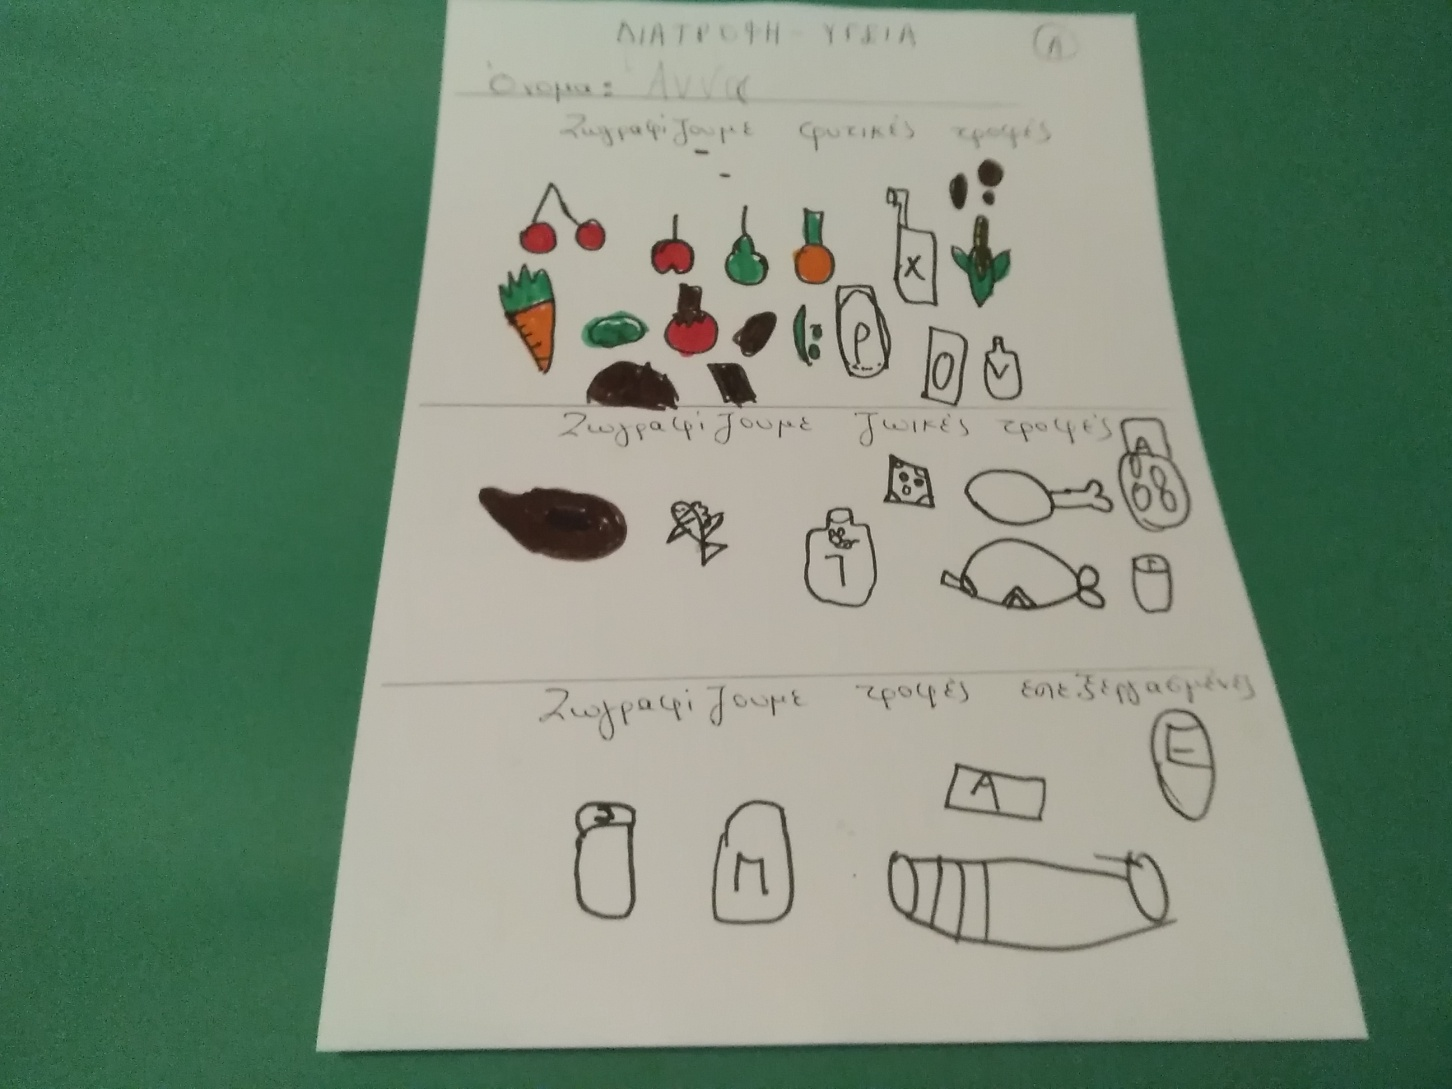 ΔΙΑΤΡΟΦΗ - ΥΓΕΙΑ
Α
Όνομα: Άννα
Ζωγραφίζουμε φυτικές τροφές
Χ
Ρ
Ο
V
Ζωγραφίζουμε ζωικές τροφές
Α
Τ
Ζωγραφίζουμε τροφές επεξεργασμένες
Ε
Α
Π